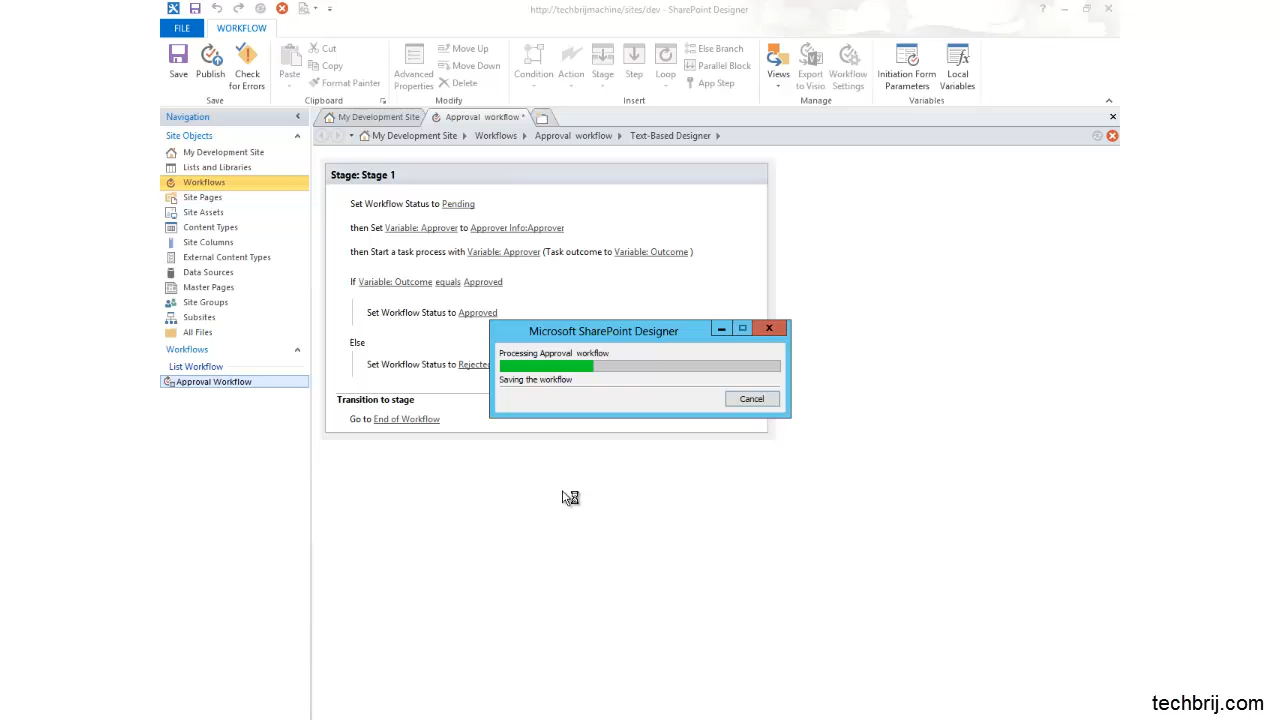 http://techbrijmachine/sites/dev - SharePoint Designer
?
FILE
WORKFLOW
Save
Publish
Check for Errors
Save
Paste
Cut
Copy
Format Painter
Clipboard
Advanced Properties
Move Up
Move Down
Delete
Modify
Condition
Action
Stage
Step
Loop
Else Branch
Parallel Block
App Step
Insert
Views
Export to Visio
Workflow Settings
Manage
Initiation Form Parameters
Local Variables
Variables
Navigation
My Development Site
Approval workflow *
My Development Site
Workflows
Approval workflow
Text-Based Designer
Site Objects
My Development Site
Lists and Libraries
Workflows
Site Pages
Site Assets
Content Types
Site Columns
External Content Types
Data Sources
Master Pages
Site Groups
Subsites
All Files
Workflows
List Workflow
Approval Workflow
Stage: Stage 1
Set Workflow Status to Pending
then Set Variable: Approver to Approver Info:Approver
then Start a task process with Variable: Approver (Task outcome to Variable: Outcome )
If Variable: Outcome equals Approved
Set Workflow Status to Approved
Else
Set Workflow Status to Rejected
Transition to stage
Go to End of Workflow
Microsoft SharePoint Designer
Processing Approval workflow
Saving the workflow
Cancel
techbrij.com